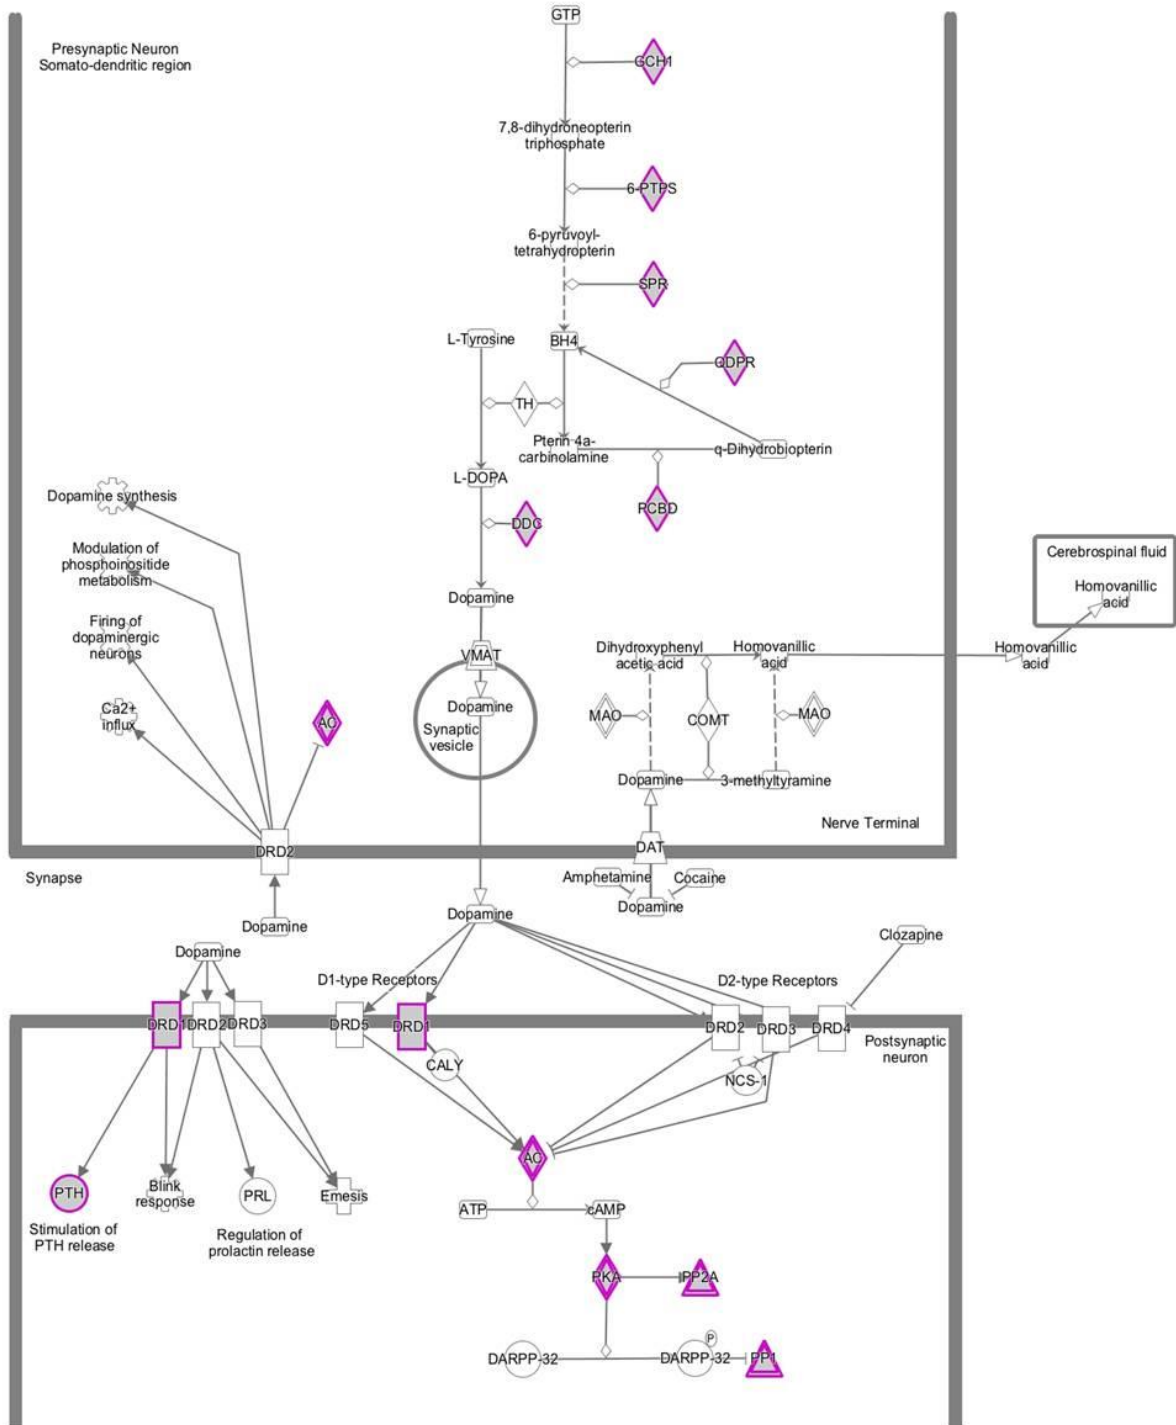 GTP
Presynaptic Neuron
Somato-dendritic region
GCH1
7,8-dihydroneopterin
triphosphate
6-PTPS
6-pyruvoyl-
tetrahydropterin
SPR
L-Tyrosine
BH4
QDPR
TH
Pterin 4a-
carbinolamine
q-Dihydrobiopterin
L-DOPA
Dopamine synthesis
PCBD
DDC
Modulation of
phosphoinositide
metabolism
Cerebrospinal fluid
Homovanillic
acid
Dopamine
Firing of
dopaminergic
neurons
VMAT
Dihydroxyphenyl
acetic acid
Homovanillic
acid
Homovanillic
acid
Ca2+
influx
AC
Dopamine
Synaptic
vesicle
MAO
COMT
MAO
Dopamine
3-methyltyramine
Nerve Terminal
DRD2
DAT
Synapse
Amphetamine
Cocaine
Dopamine
Dopamine
Dopamine
Dopamine
Clozapine
D1-type Receptors
D2-type Receptors
DRD1
DRD2
DRD3
DRD5
DRD1
DRD2
DRD3
DRD4
Postsynaptic
neuron
CALY
NCS-1
AC
PTH
Blink
response
PRL
Emesis
ATP
cAMP
Stimulation of
PTH release
Regulation of
prolactin release
PKA
PP2A
P
DARPP-32
DARPP-32
PP1